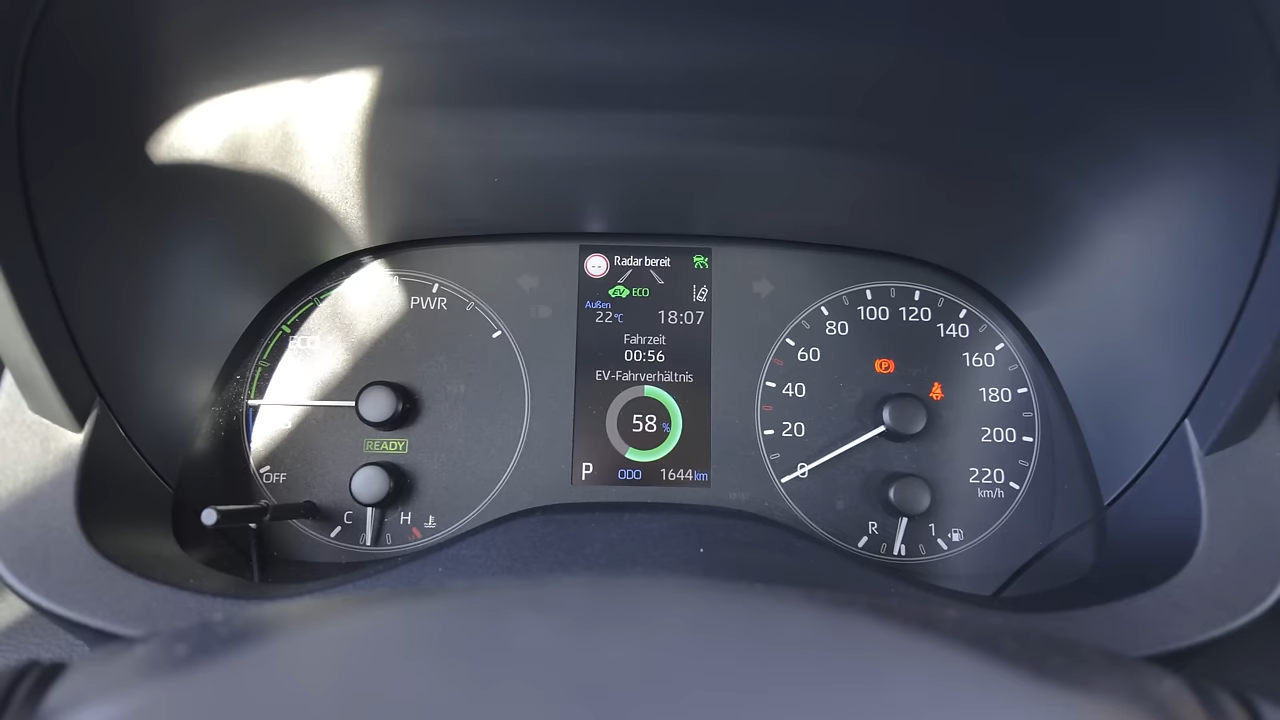 PWR
ECO
READY
OFF
C
H
Radar bereit
--
EV ECO
Außen
22°C
18:07
Fahrzeit
00:56
EV-Fahrverhältnis
58 %
P
ODO
1644 km
0
20
40
60
80
100
120
140
160
180
200
220
km/h
P
R
1